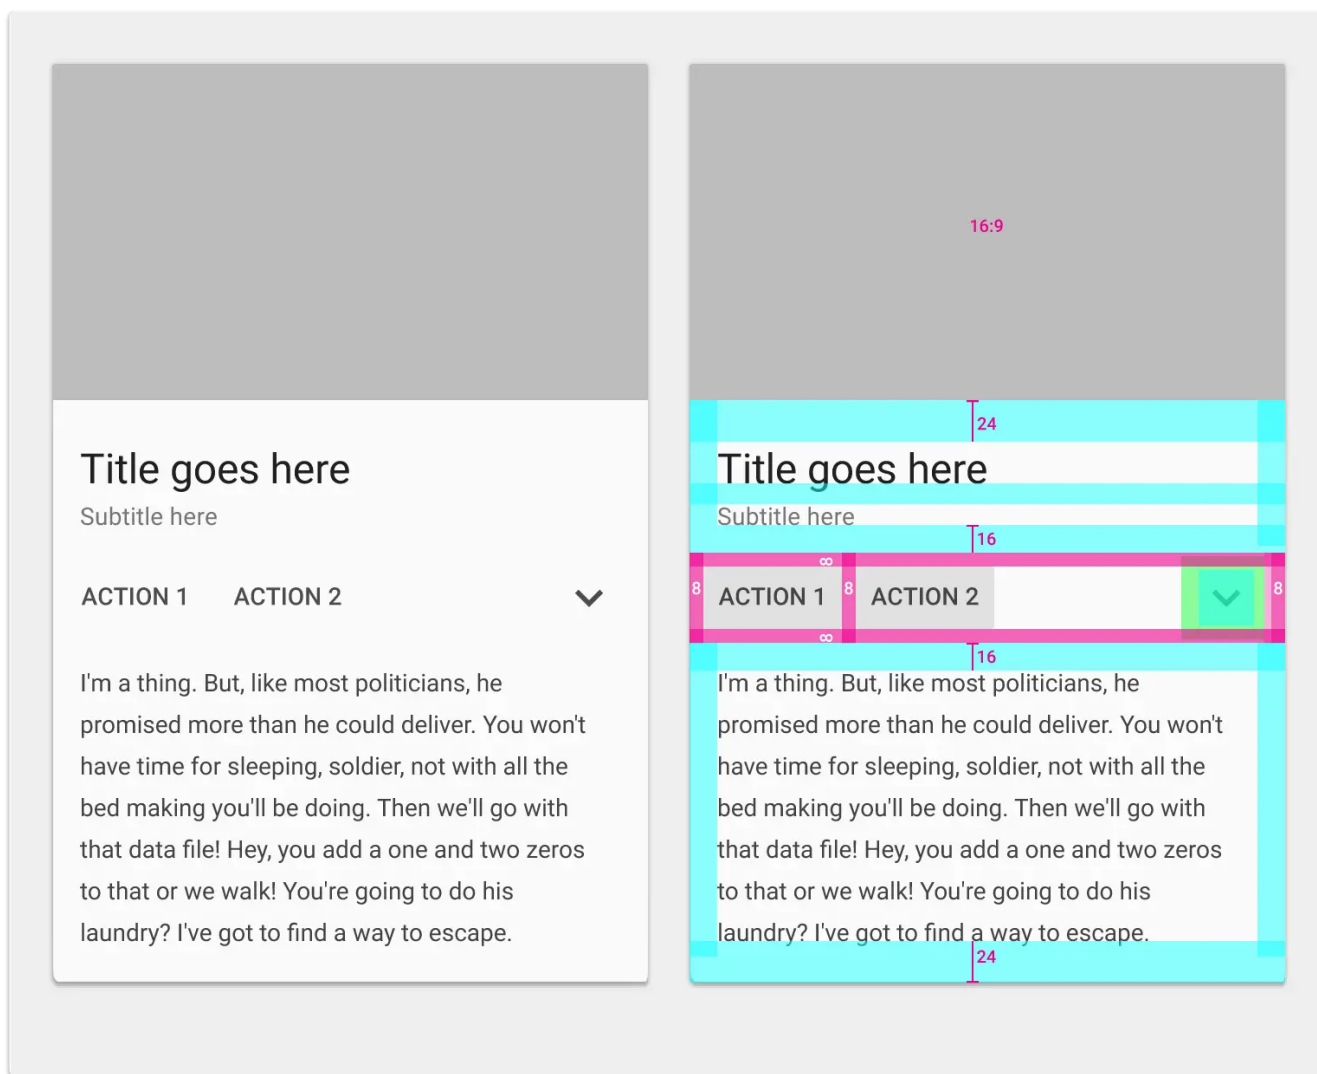 Title goes here
Subtitle here
ACTION 1 ACTION 2
I'm a thing. But, like most politicians, he
promised more than he could deliver. You won't
have time for sleeping, soldier, not with all the
bed making you'll be doing. Then we'll go with
that data file! Hey, you add a one and two zeros
to that or we walk! You're going to do his
laundry? I've got to find a way to escape.
16:9
24
Title goes here
Subtitle here
16
8
8 ACTION 1 8 ACTION 2 8
8
16
I'm a thing. But, like most politicians, he
promised more than he could deliver. You won't
have time for sleeping, soldier, not with all the
bed making you'll be doing. Then we'll go with
that data file! Hey, you add a one and two zeros
to that or we walk! You're going to do his
laundry? I've got to find a way to escape.
24